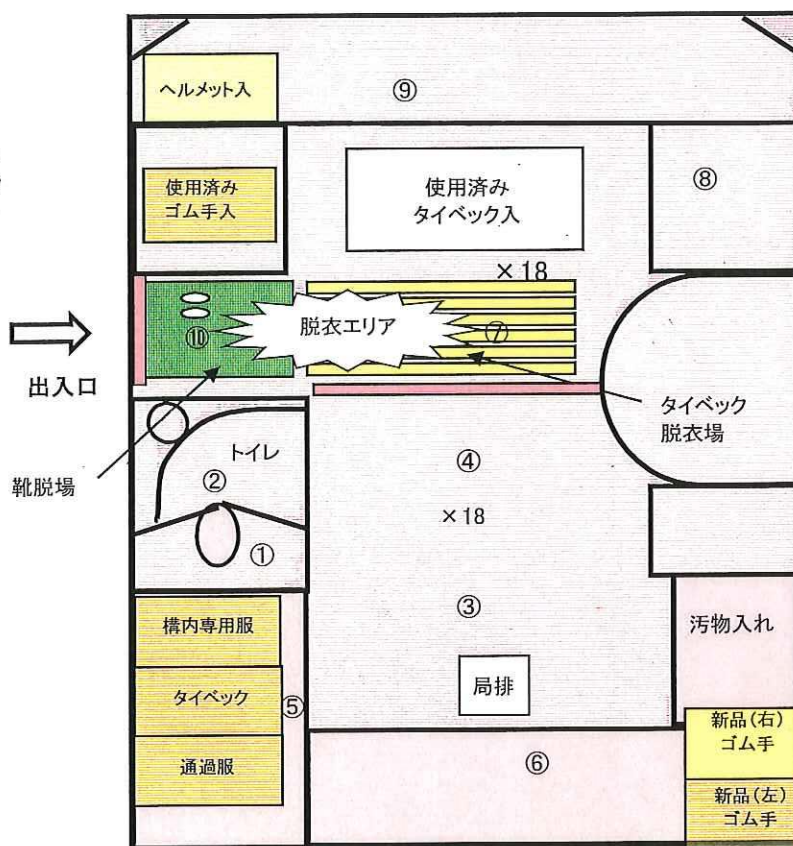 ヘルメット入
⑨
使用済み
ゴム手入
使用済み
タイベック入
⑧
×18
⑩
脱衣エリア
⑦
出入口
タイベック
脱衣場
靴脱場
トイレ
②
①
④
×18
③
構内専用服
タイベック
通過服
⑤
局排
⑥
汚物入れ
新品(右)
ゴム手
新品(左)
ゴム手